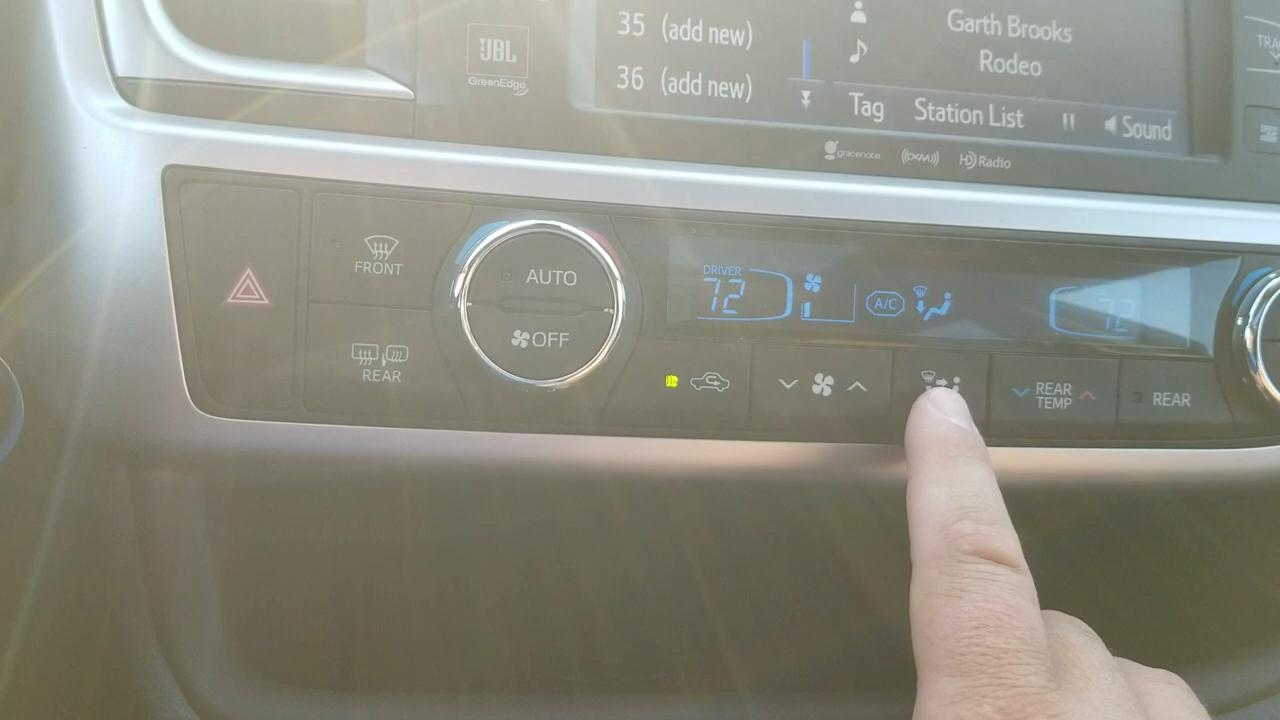 35 (add new)
36 (add new)
Garth Brooks
Rodeo
Tag Station List Sound
JBL
GreenEdge
gracenote
(((XM))) HD Radio
FRONT
REAR
AUTO
OFF
DRIVER
72
A/C
72
REAR
TEMP
REAR